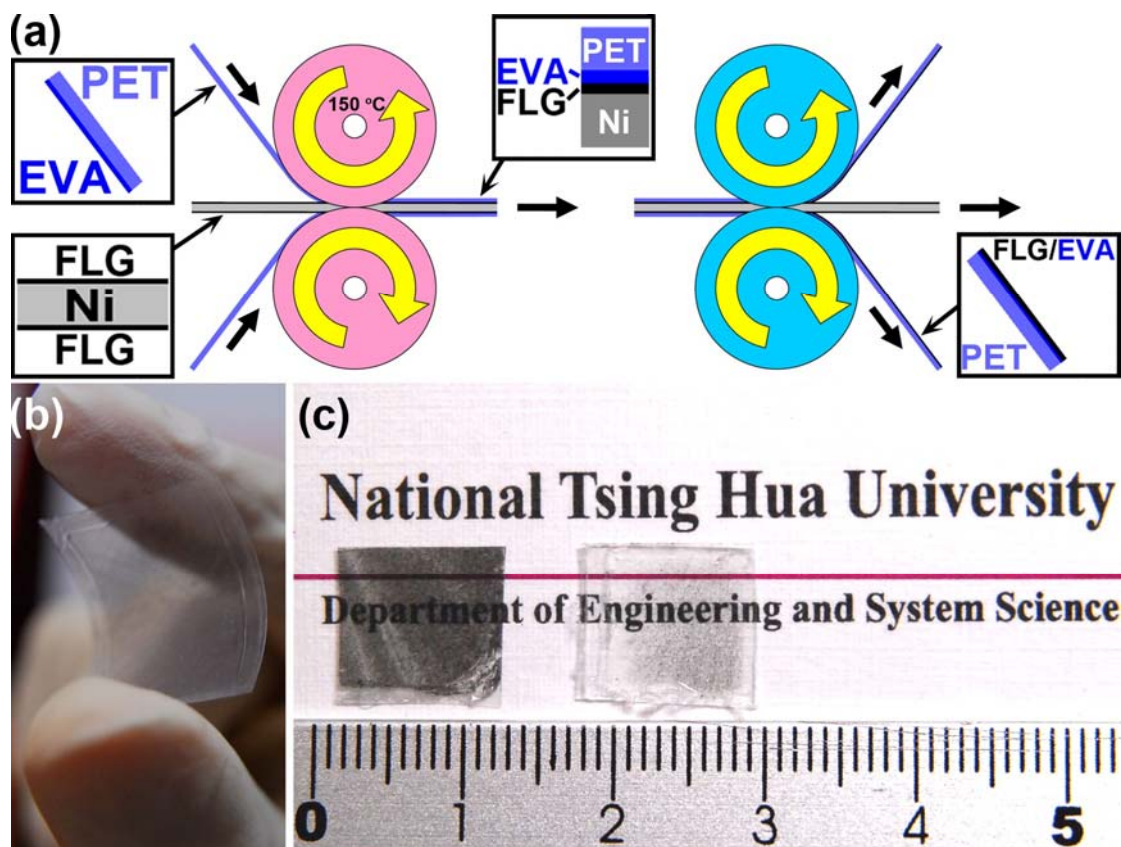 (a)
PET
EVA
150 °C
PET
EVA
FLG
Ni
FLG
Ni
FLG
FLG/EVA
PET
(b)
(c)
National Tsing Hua University
Department of Engineering and System Science
0 1 2 3 4 5